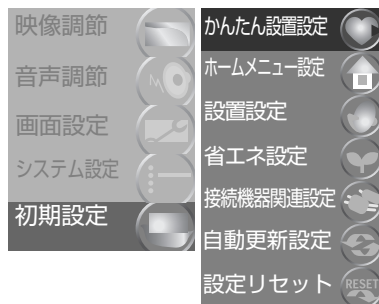 映像調節
音声調節
画面設定
システム設定
初期設定
かんたん設置設定
ホームメニュー設定
設置設定
省エネ設定
接続機器関連設定
自動更新設定
設定リセット
RESET